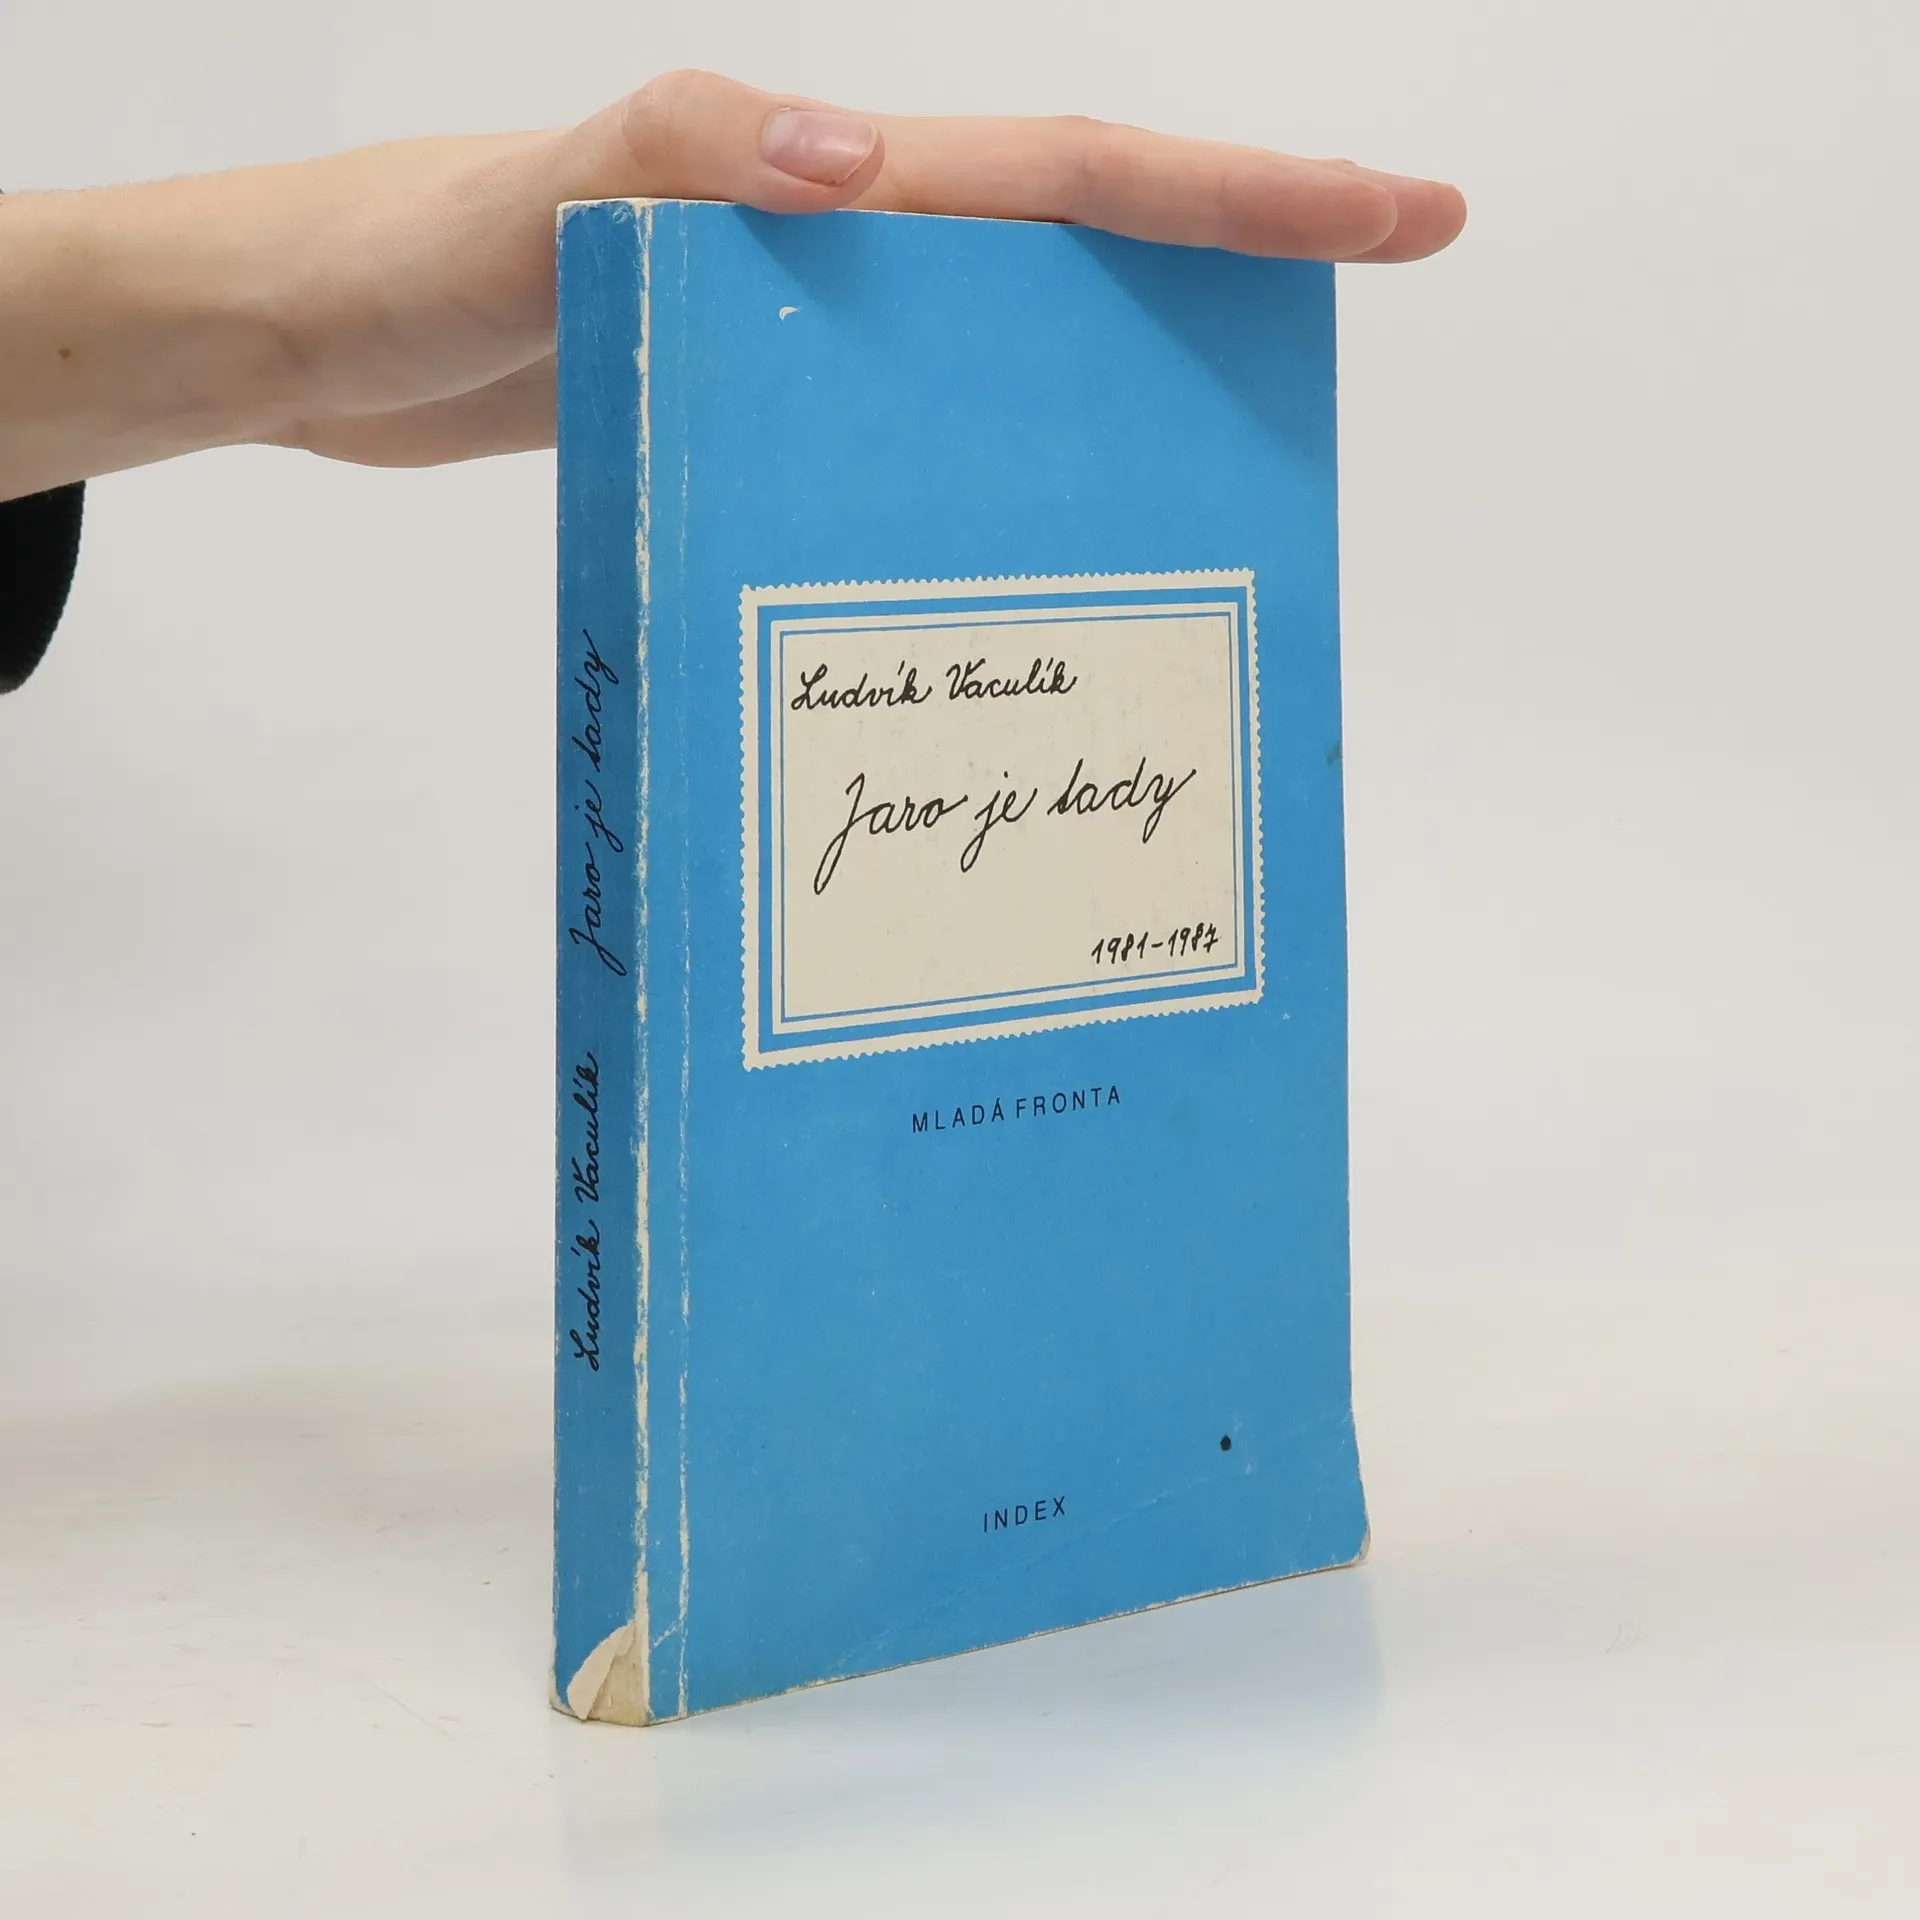 Ludvík Vaculík
Jaro je tady
Ludvík Vaculík
Jaro je tady
1981-1987
MLADÁ FRONTA
INDEX